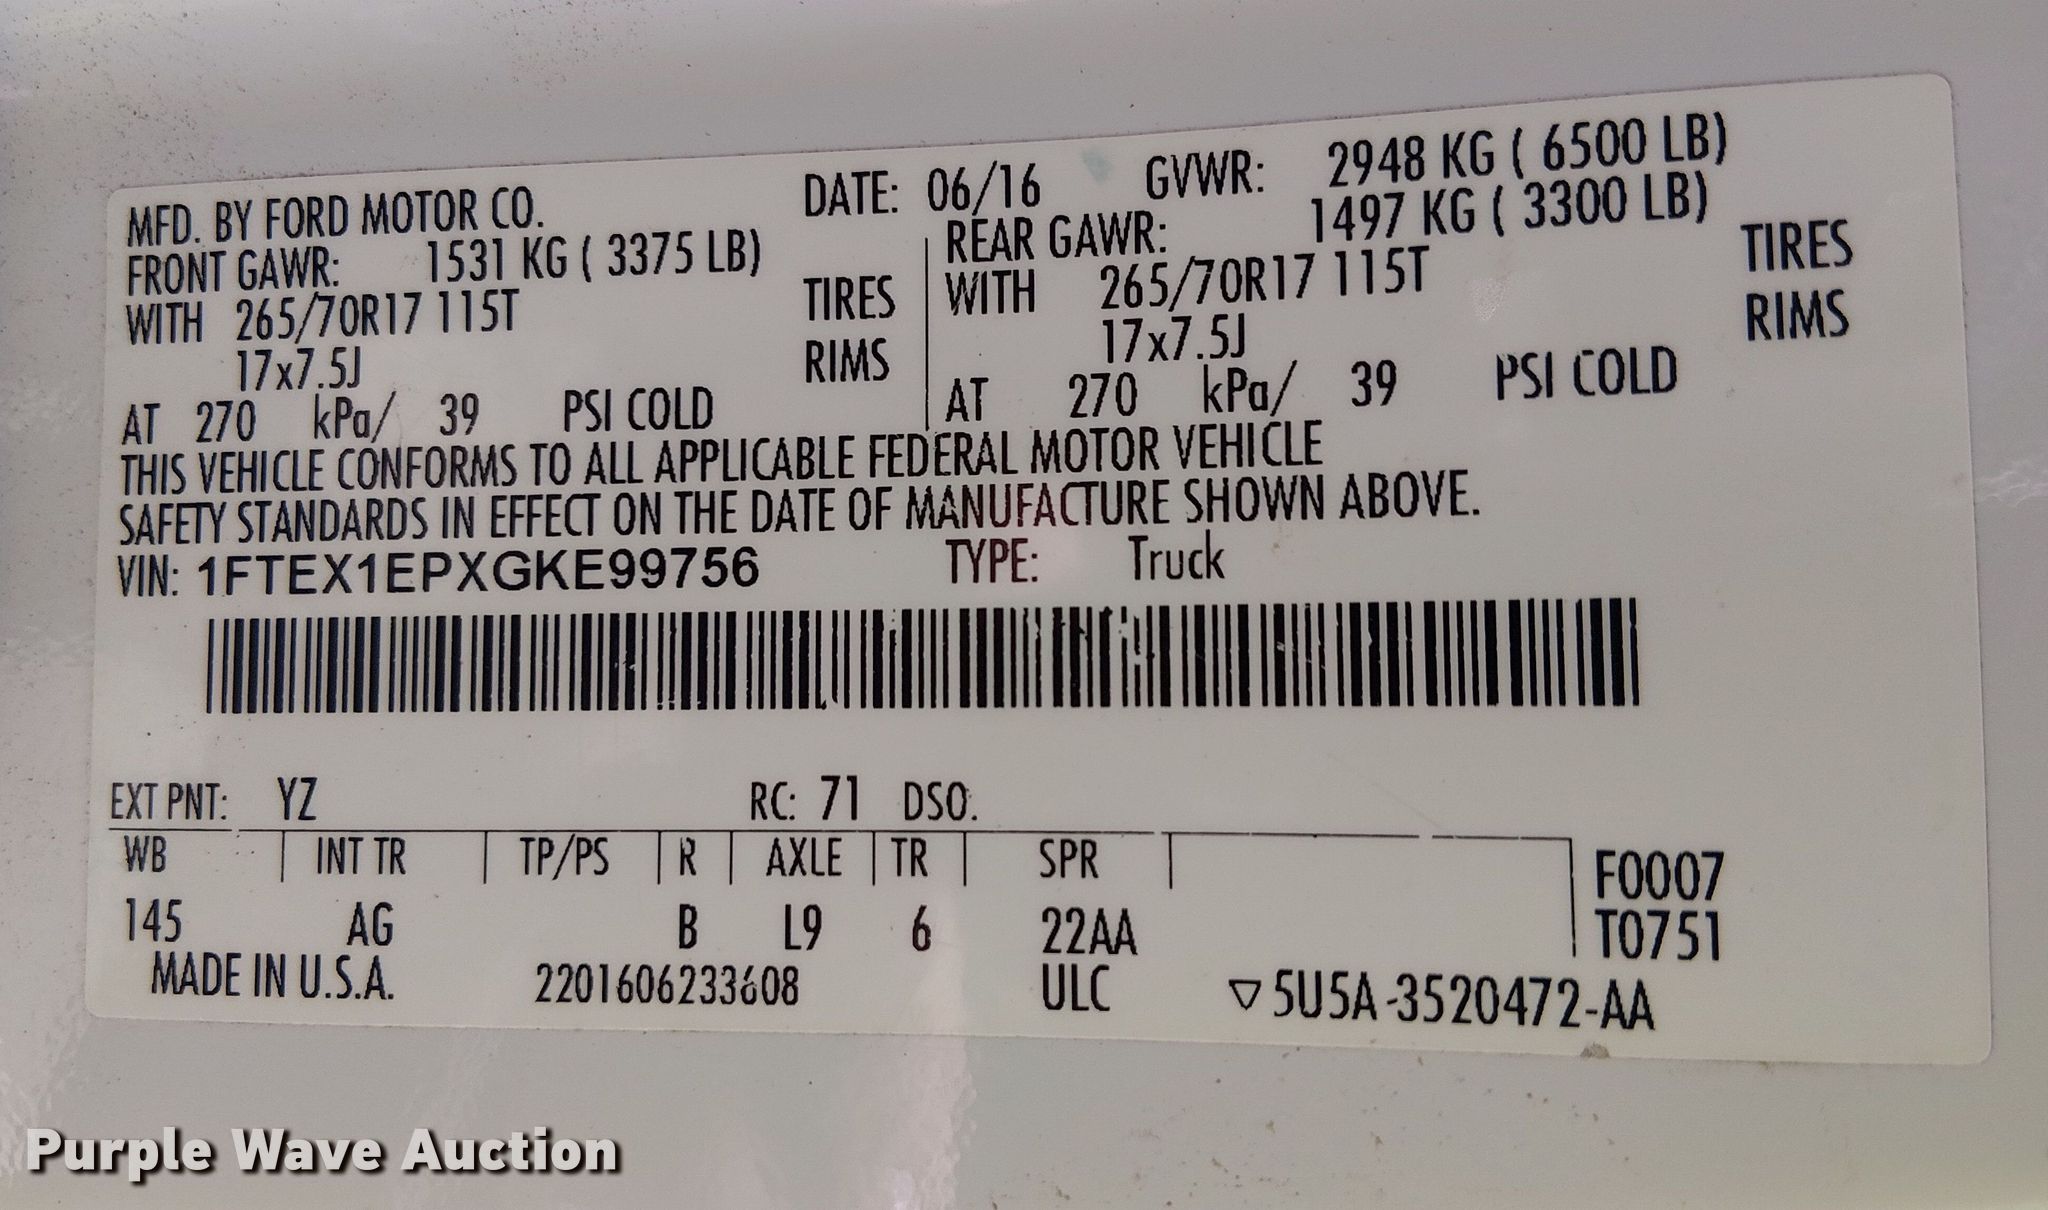 MFD. BY FORD MOTOR CO. DATE: 06/16 GVWR: 2948 KG ( 6500 LB)
FRONT GAWR: 1531 KG ( 3375 LB) REAR GAWR: 1497 KG ( 3300 LB)
WITH 265/70R17 115T TIRES WITH 265/70R17 115T TIRES
17x7.5J RIMS 17x7.5J RIMS
AT 270 kPa/ 39 PSI COLD AT 270 kPa/ 39 PSI COLD
THIS VEHICLE CONFORMS TO ALL APPLICABLE FEDERAL MOTOR VEHICLE
SAFETY STANDARDS IN EFFECT ON THE DATE OF MANUFACTURE SHOWN ABOVE.
VIN: 1FTEX1EPXGKE99756 TYPE: Truck
EXT PNT: YZ RC: 71 DSO:
WB INT TR TP/PS R AXLE TR SPR F0007
145 AG B L9 6 22AA T0751
MADE IN U.S.A. 2201606233608 ULC ▽5U5A-3520472-AA
Purple Wave Auction